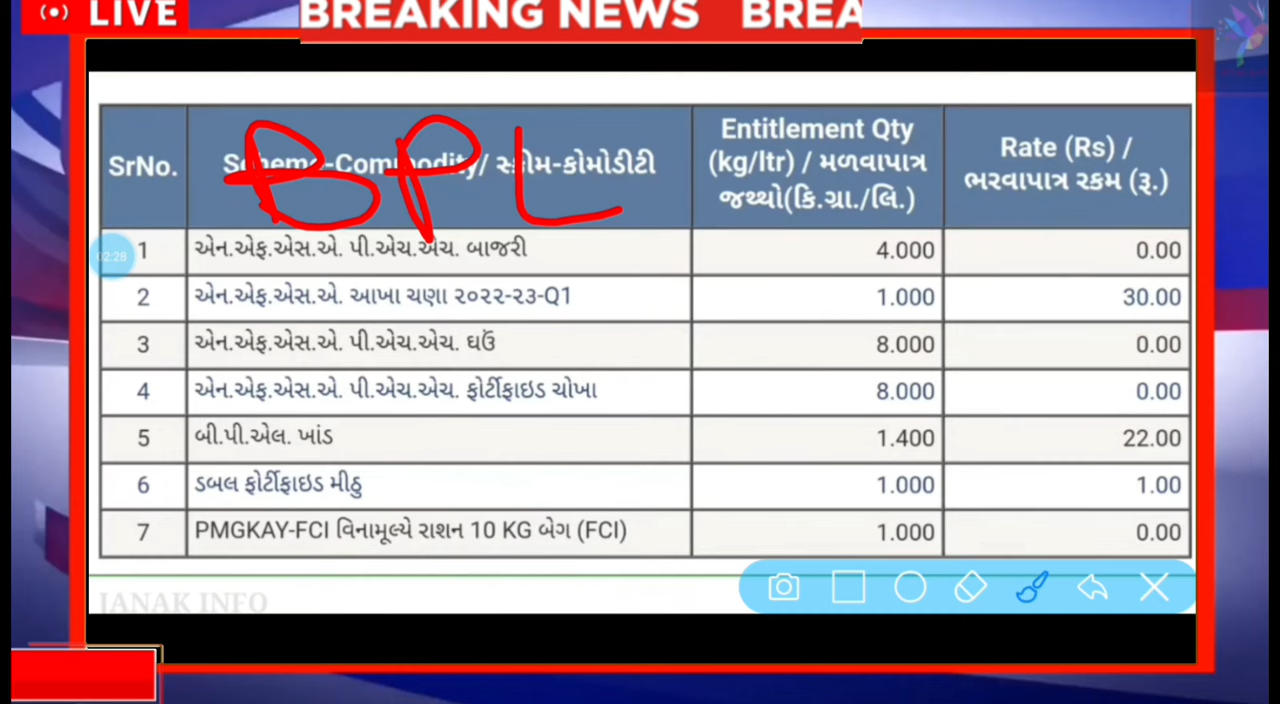 LIVE
BREAKING NEWS BREA
BPL
SrNo.
Scheme-Commodity/ સ્કીમ-કોમોડીટી
Entitlement Qty
(kg/ltr) / મળવાપાત્ર
જથ્થો(કિ.ગ્રા./લિ.)
Rate (Rs) /
ભરવાપાત્ર રકમ (રૂ.)
02:28
1 એન.એફ.એસ.એ. પી.એચ.એચ. બાજરી 4.000 0.00
2 એન.એફ.એસ.એ. આખા ચણા ૨૦૨૨-૨૩-Q1 1.000 30.00
3 એન.એફ.એસ.એ. પી.એચ.એચ. ઘઉં 8.000 0.00
4 એન.એફ.એસ.એ. પી.એચ.એચ. ફોર્ટીફાઇડ ચોખા 8.000 0.00
5 બી.પી.એલ. ખાંડ 1.400 22.00
6 ડબલ ફોર્ટીફાઇડ મીઠુ 1.000 1.00
7 PMGKAY-FCI વિનામૂલ્યે રાશન 10 KG બેગ (FCI) 1.000 0.00
JANAK INFO